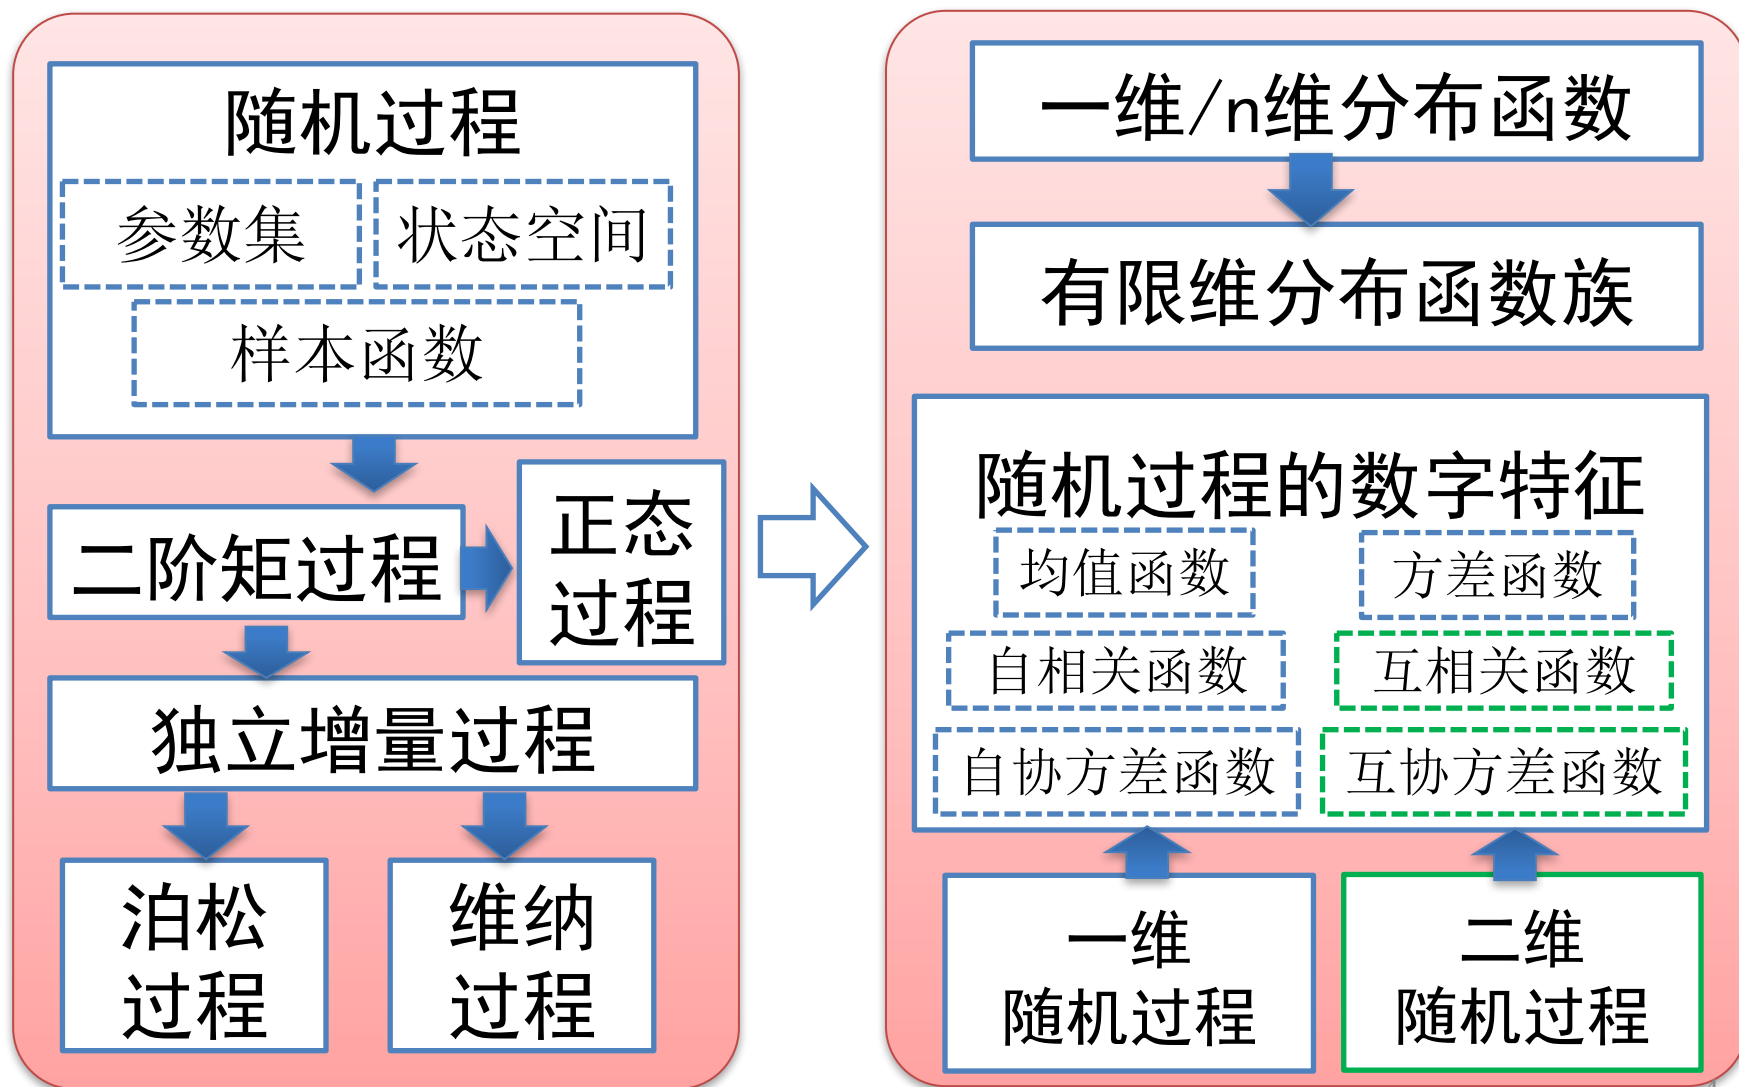 随机过程
参数集
状态空间
样本函数
二阶矩过程
正态
过程
独立增量过程
泊松
过程
维纳
过程
一维/n维分布函数
有限维分布函数族
随机过程的数字特征
均值函数
方差函数
自相关函数
互相关函数
自协方差函数
互协方差函数
一维
随机过程
二维
随机过程